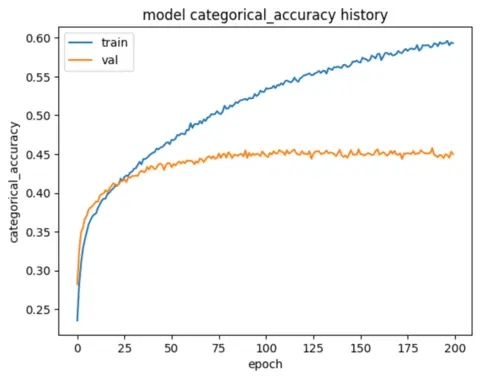 model categorical_accuracy history
train
val
categorical_accuracy
0.60
0.55
0.50
0.45
0.40
0.35
0.30
0.25
0 25 50 75 100 125 150 175 200
epoch